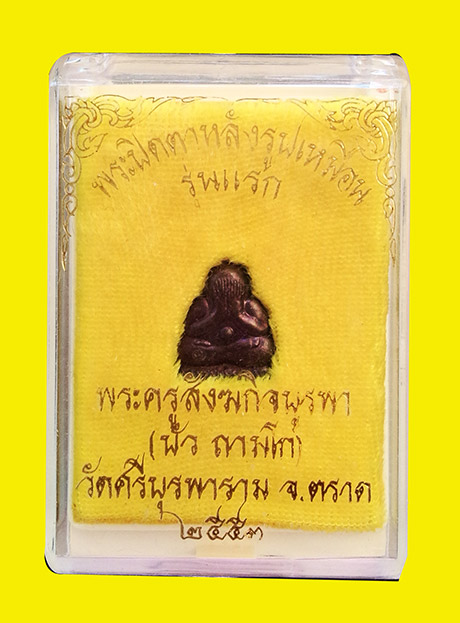 พระปิดตาหลังรูปเหมือน
รุ่นแรก
พระครูสังฆกิจบูรพา
(บัว ถามโก)
วัดศรีบูรพาราม จ.ตราด
๒๕๕๓